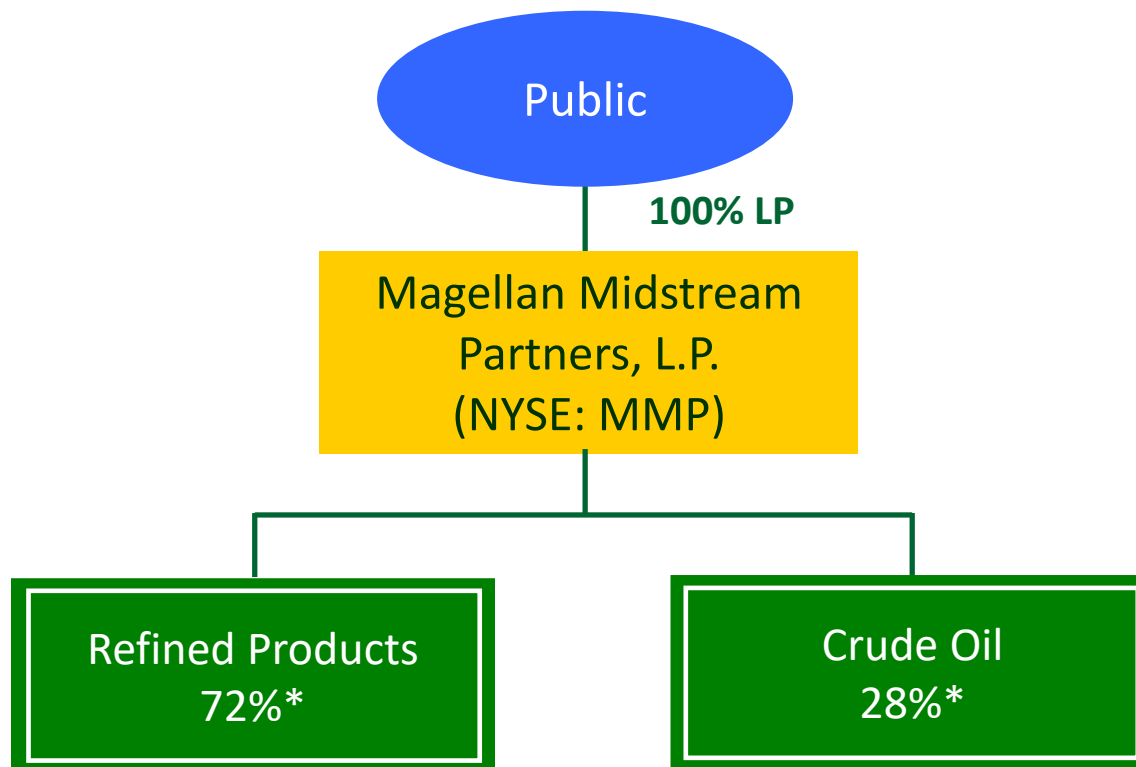 Public
100% LP
Magellan Midstream
Partners, L.P.
(NYSE: MMP)
Refined Products
72%*
Crude Oil
28%*